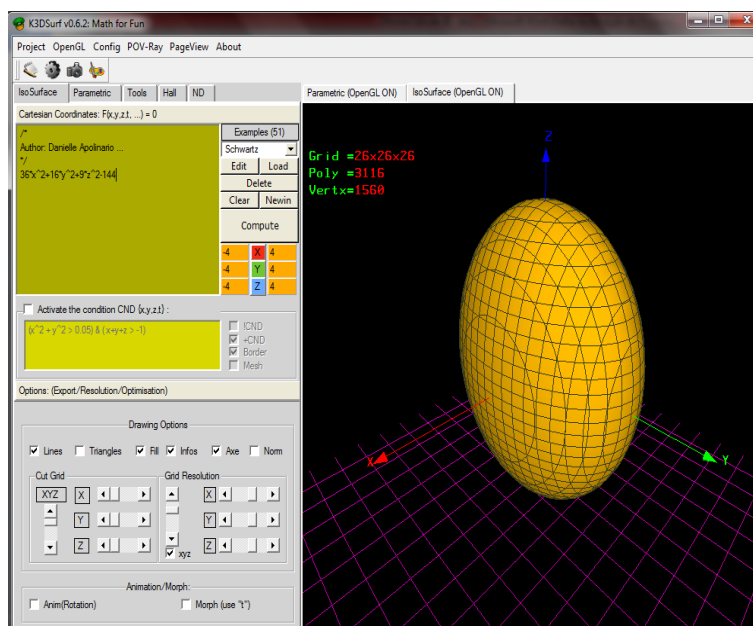 K3DSurf v0.6.2: Math for Fun
Project OpenGL Config POV-Ray PageView About
IsoSurface Parametric Tools Hall ND
Cartesian Coordinates: F(x,y,z,t, ...) = 0
/*
Author: Danielle Apolinario ...
*/
36*x^2+16*y^2+9*z^2-144
Examples (51)
Schwartz
Edit Load
Delete
Clear Newin
Compute
-4 X 4
-4 Y 4
-4 Z 4
Activate the condition CND {x,y,z,t} :
(x^2 + y^2 > 0.05) & (x+y+z > -1)
!CND
+CND
Border
Mesh
Options: (Export/Resolution/Optimisation)
Drawing Options
Lines Triangles Fill Infos Axe Norm
Cut Grid
XYZ X
Y
Z
Grid Resolution
X
Y
Z
xyz
Animation/Morph:
Anim(Rotation) Morph (use "t")
Parametric (OpenGL ON) IsoSurface (OpenGL ON)
Grid =26x26x26
Poly =3116
Vertx=1560
Z
X
Y